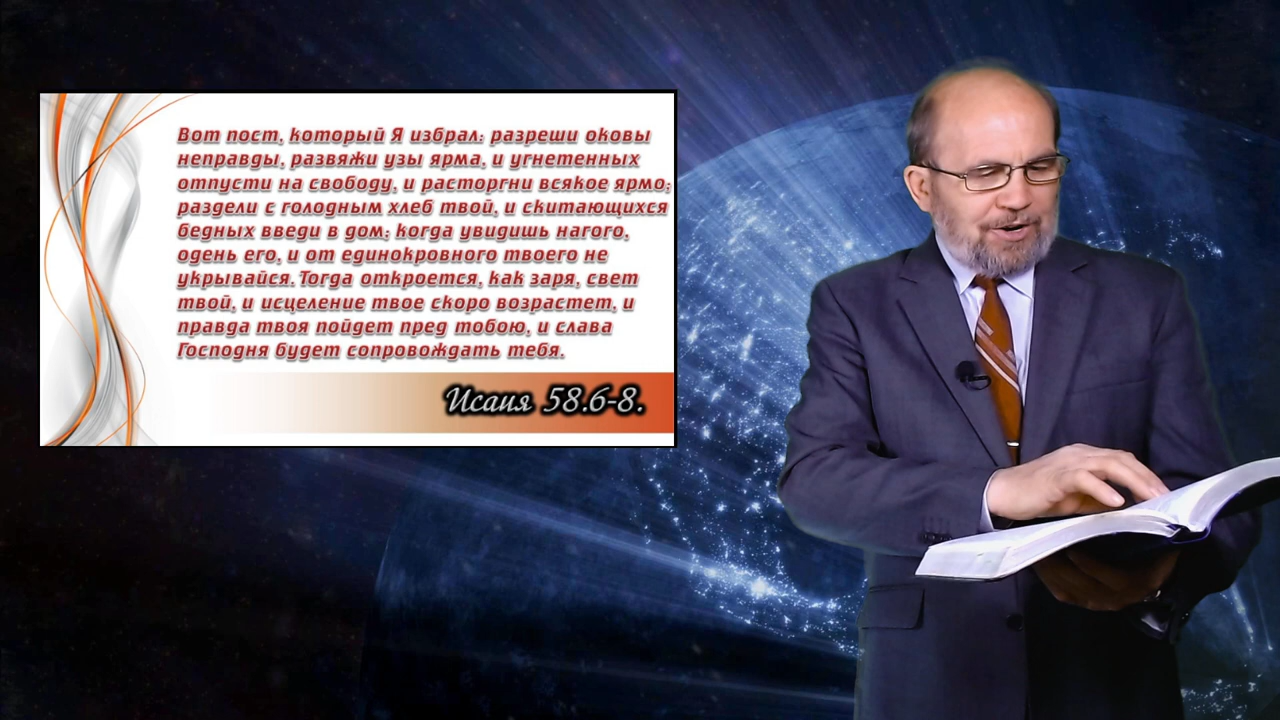 Вот пост, который Я избрал: разреши оковы
неправды, развяжи узы ярма, и угнетенных
отпусти на свободу, и расторгни всякое ярмо;
раздели с голодным хлеб твой, и скитающихся
бедных введи в дом; когда увидишь нагого,
одень его, и от единокровного твоего не
укрывайся. Тогда откроется, как заря, свет
твой, и исцеление твое скоро возрастет, и
правда твоя пойдет пред тобою, и слава
Господня будет сопровождать тебя.
Исаия 58.6-8.